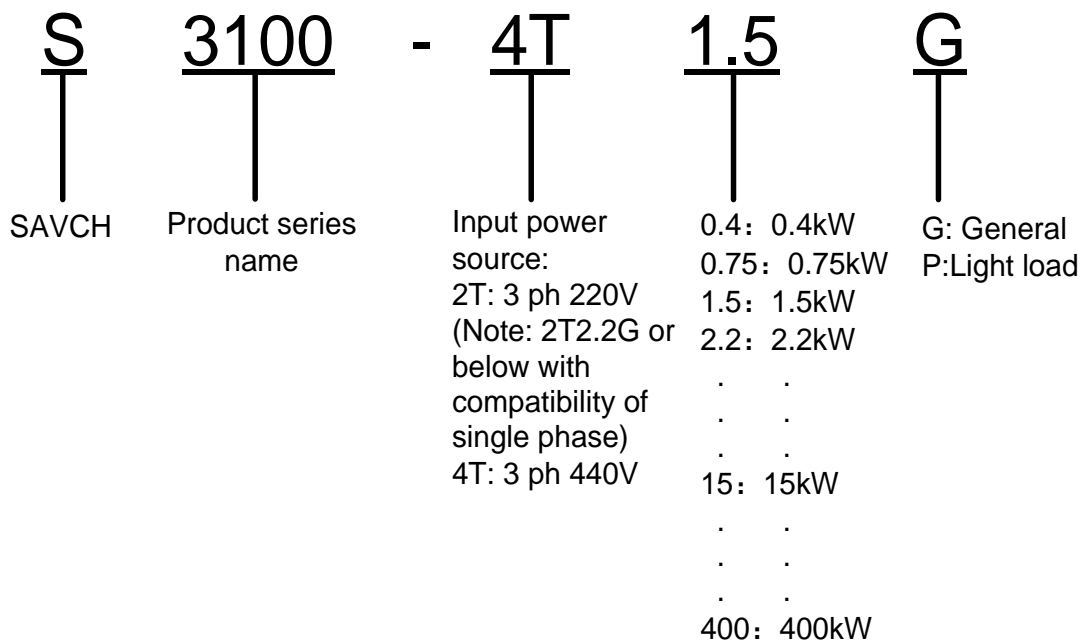 S 3100 - 4T 1.5 G
SAVCH
Product series
name
Input power
source:
2T: 3 ph 220V
(Note: 2T2.2G or
below with
compatibility of
single phase)
4T: 3 ph 440V
0.4：0.4kW
0.75：0.75kW
1.5：1.5kW
2.2：2.2kW
. .
. .
. .
15：15kW
. .
. .
. .
400：400kW
G: General
P:Light load